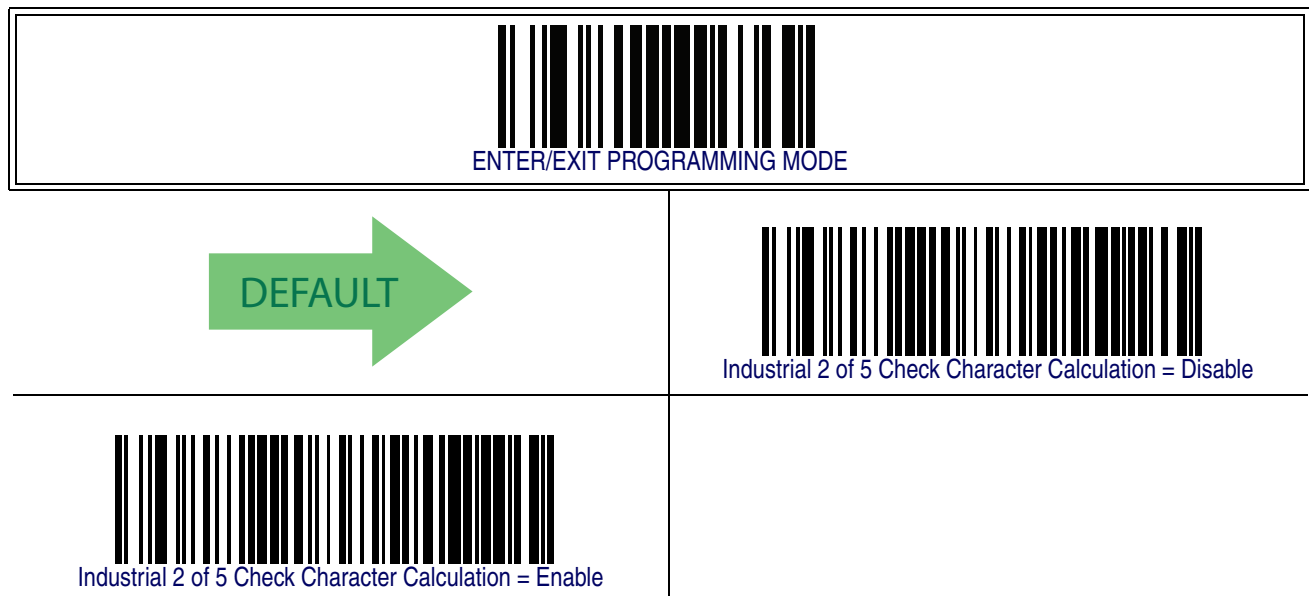 ENTER/EXIT PROGRAMMING MODE
DEFAULT
Industrial 2 of 5 Check Character Calculation = Disable
Industrial 2 of 5 Check Character Calculation = Enable